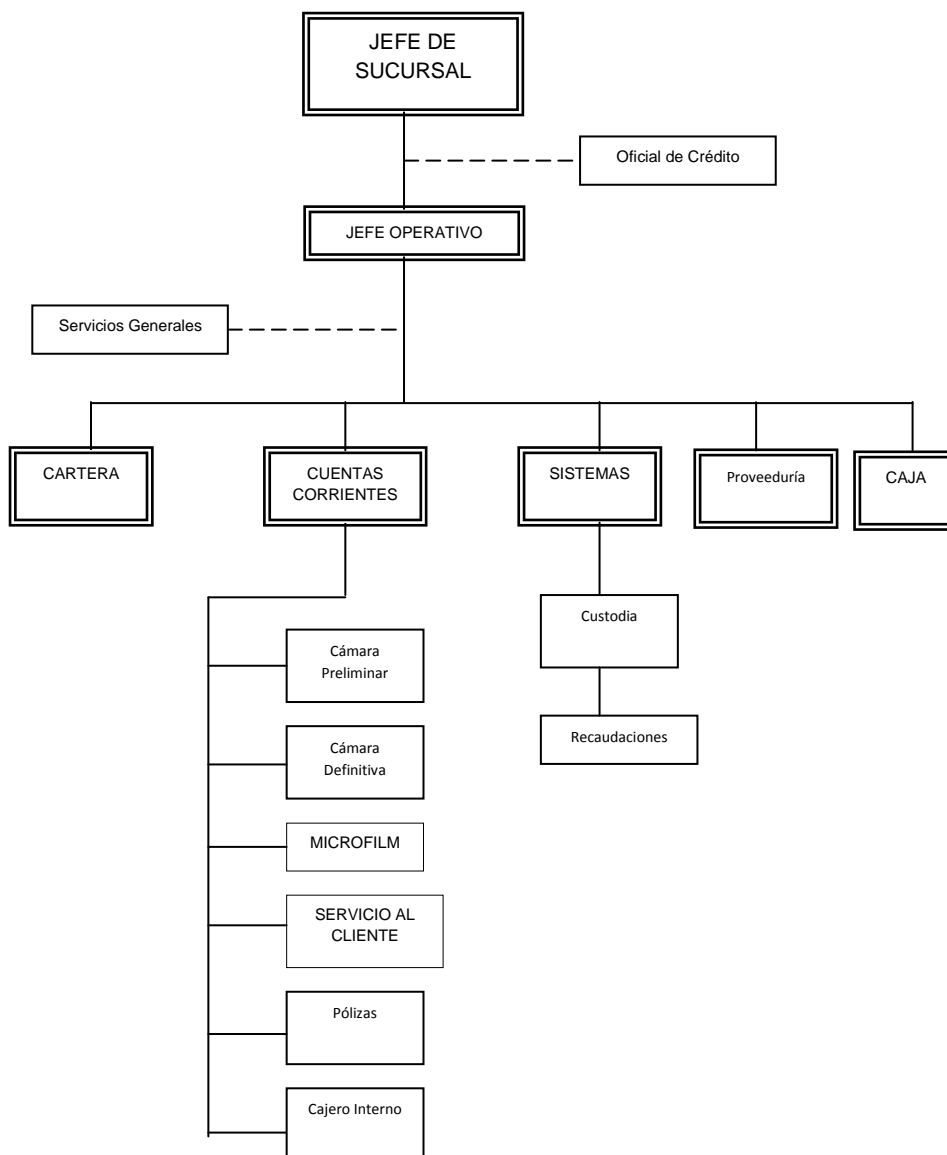 JEFE DE
SUCURSAL
Oficial de Crédito
JEFE OPERATIVO
Servicios Generales
CARTERA
CUENTAS
CORRIENTES
SISTEMAS
Proveeduría
CAJA
Custodia
Recaudaciones
Cámara
Preliminar
Cámara
Definitiva
MICROFILM
SERVICIO AL
CLIENTE
Pólizas
Cajero Interno